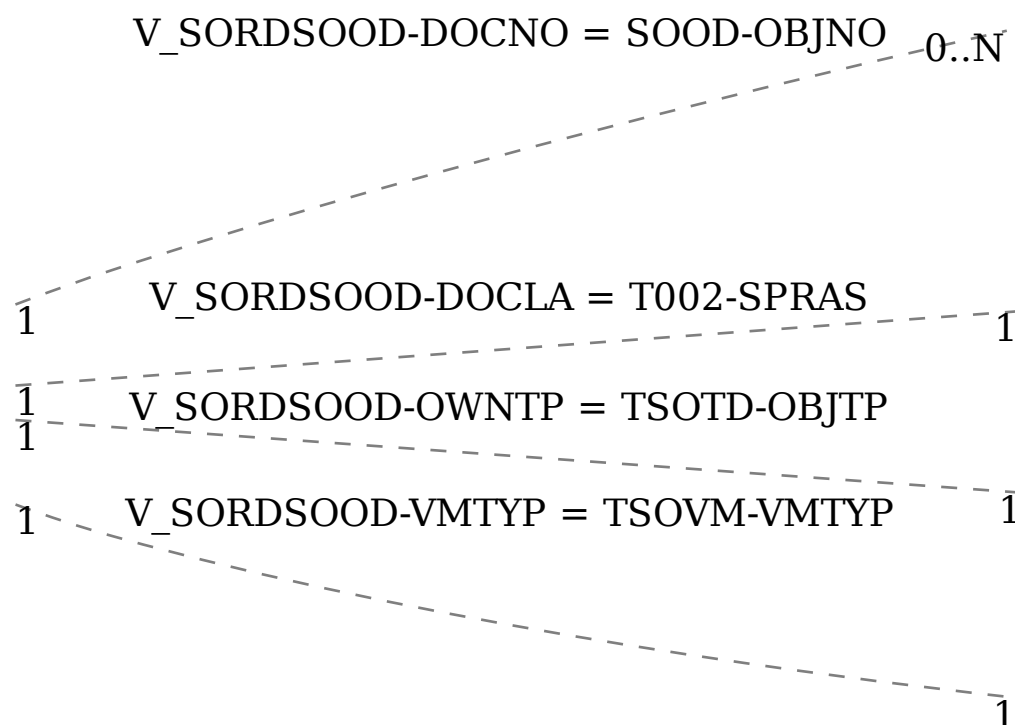 V_SORDSOOD-DOCNO = SOOD-OBJNO
0..N
1
V_SORDSOOD-DOCLA = T002-SPRAS
1
1
V_SORDSOOD-OWNTP = TSOTD-OBJTP
1
1
V_SORDSOOD-VMTYP = TSOVM-VMTYP
1
1